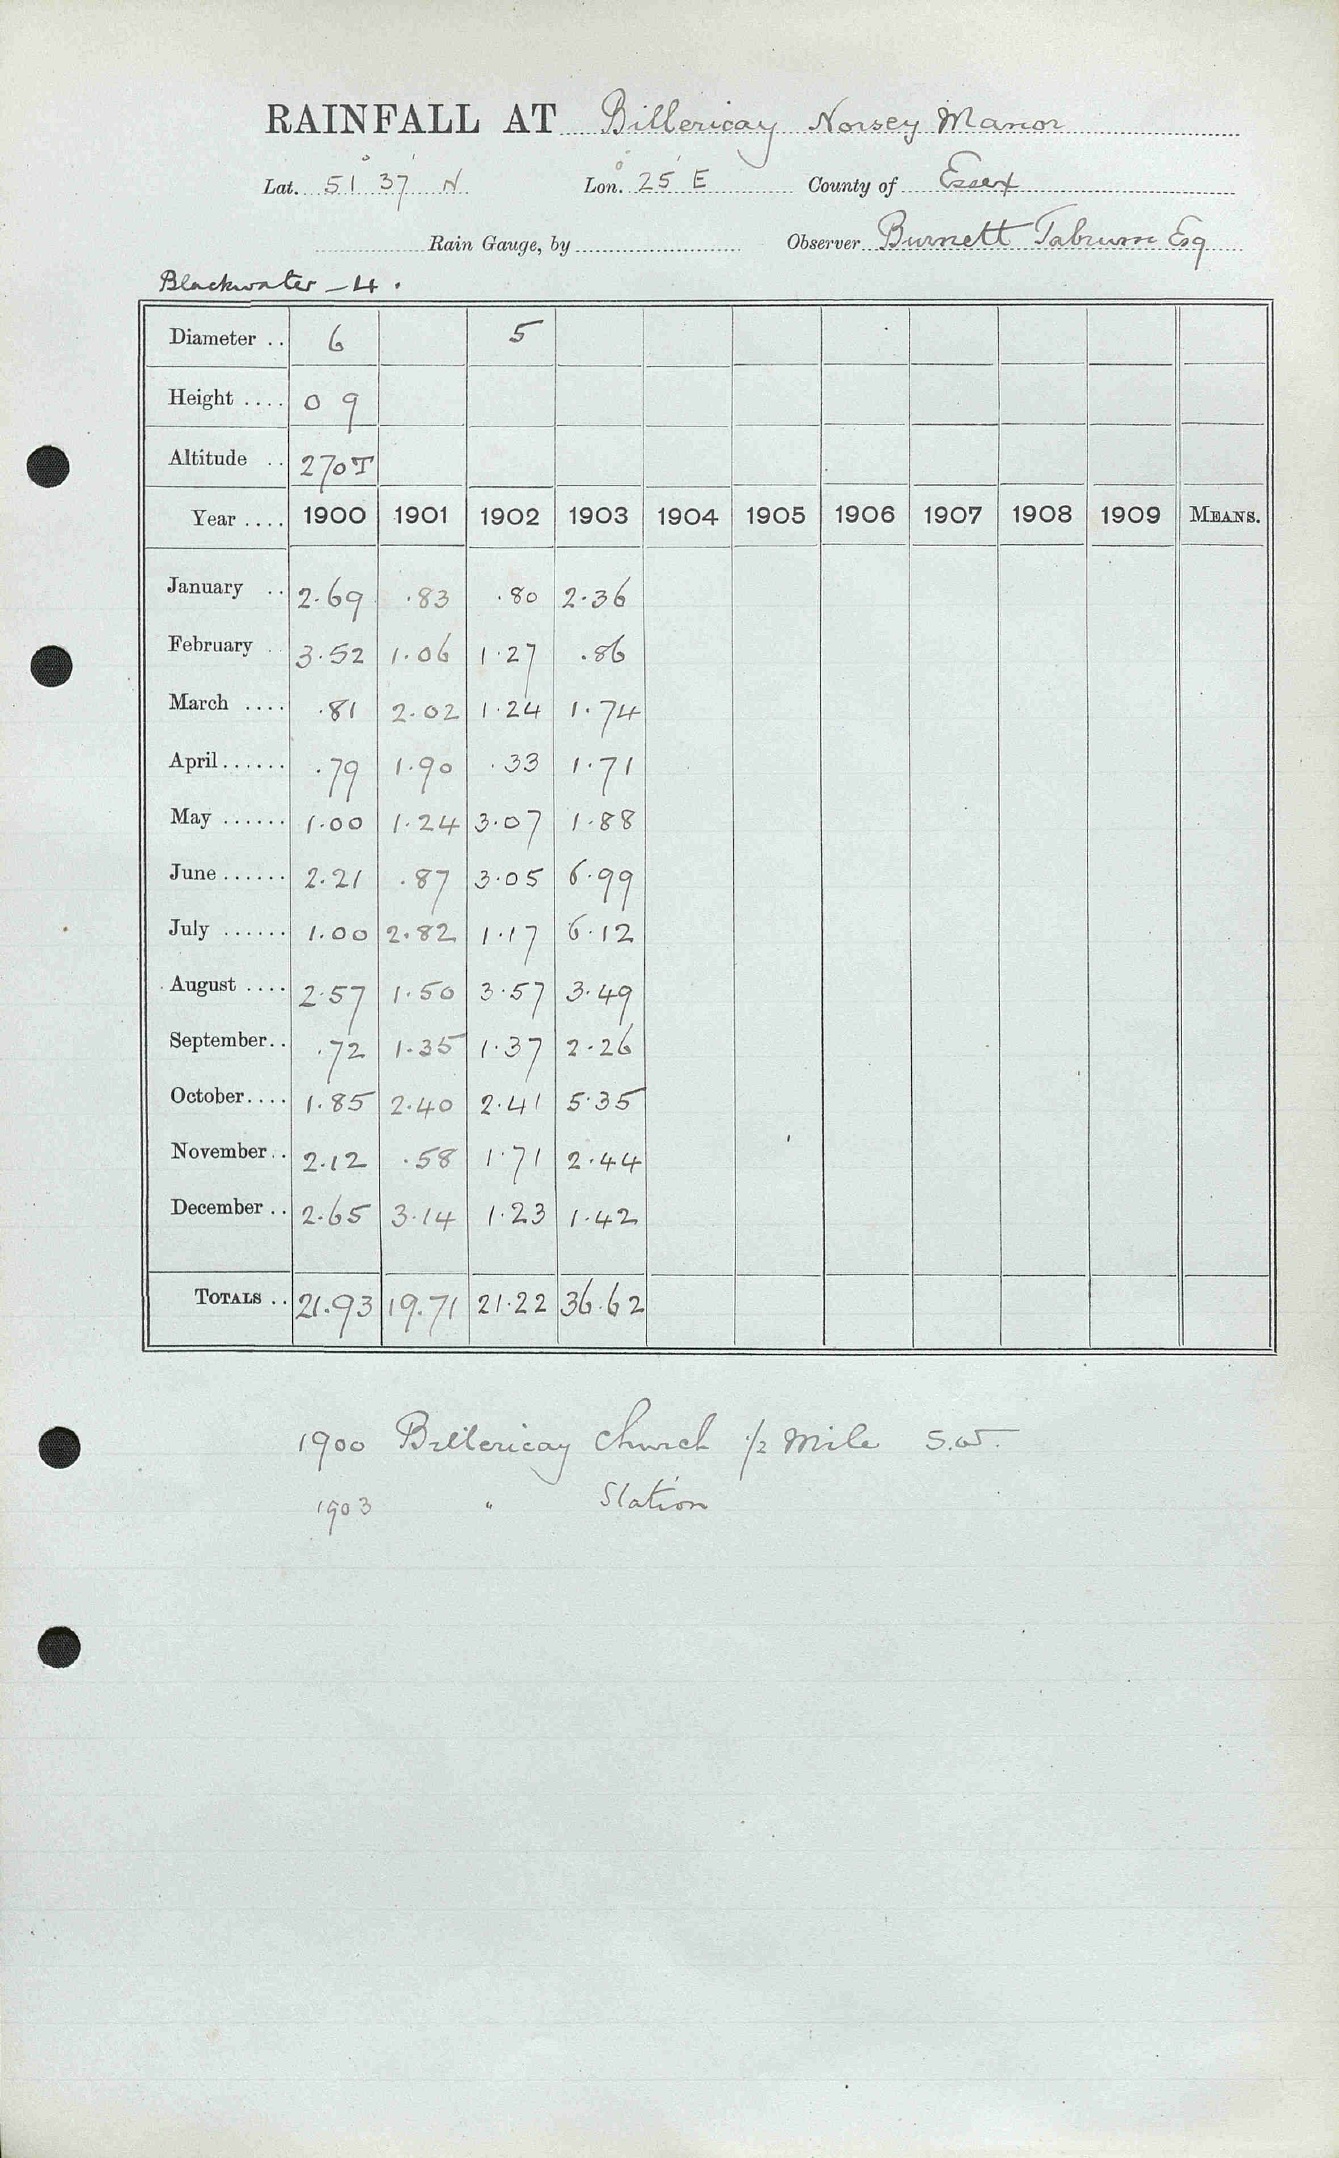 RAINFALL AT Billericay Norsey Manor
Lat. 51° 37' N Lon. ° 25' E County of Essex
Rain Gauge, by Observer Burnett Tabrum Esq
Blackwater - 4.
Diameter .. 6 5
Height .... 0 9
Altitude .. 270T
Year .... 1900 1901 1902 1903 1904 1905 1906 1907 1908 1909 MEANS.
January .. 2.69 .83 .80 2.36
February .. 3.52 1.06 1.27 .86
March .... .81 2.02 1.24 1.74
April...... .79 1.90 .33 1.71
May ...... 1.00 1.24 3.07 1.88
June...... 2.21 .87 3.05 6.99
July ...... 1.00 2.82 1.17 6.12
August .... 2.57 1.50 3.57 3.49
September.. .72 1.35 1.37 2.26
October.... 1.85 2.40 2.41 5.35
November.. 2.12 .58 1.71 2.44
December .. 2.65 3.14 1.23 1.42
TOTALS .. 21.93 19.71 21.22 36.62
1900 Billericay Church 1/2 Mile S.W.
1903 " Station